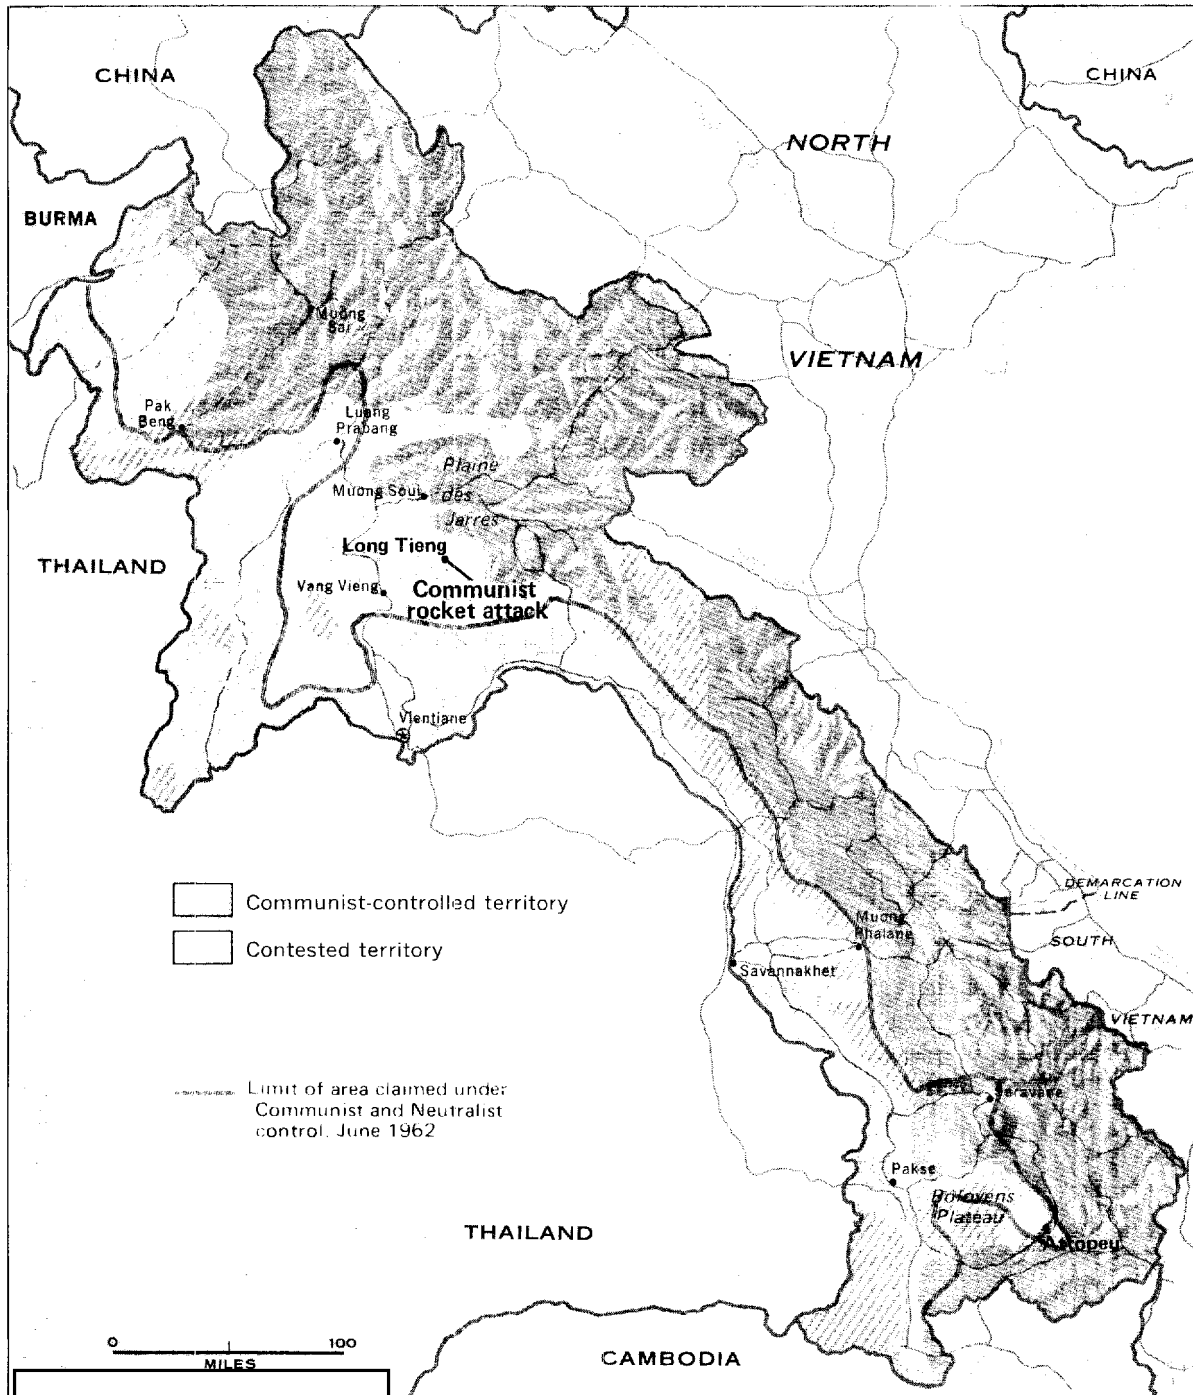 CHINA
CHINA
NORTH
BURMA
Muong
Sai
VIETNAM
Pak
Beng
Luang
Prabang
Plaine
des
Jarres
Muong Soui
Long Tieng
THAILAND
Vang Vieng
Communist
rocket attack
Vientiane
DEMARCATION
LINE
Communist-controlled territory
Muong
Phalane
SOUTH
Contested territory
Savannakhet
VIETNAM
Limit of area claimed under
Communist and Neutralist
control, June 1962
Saravane
Pakse
Bolovens
Plateau
THAILAND
Attopeu
0 100
MILES
CAMBODIA